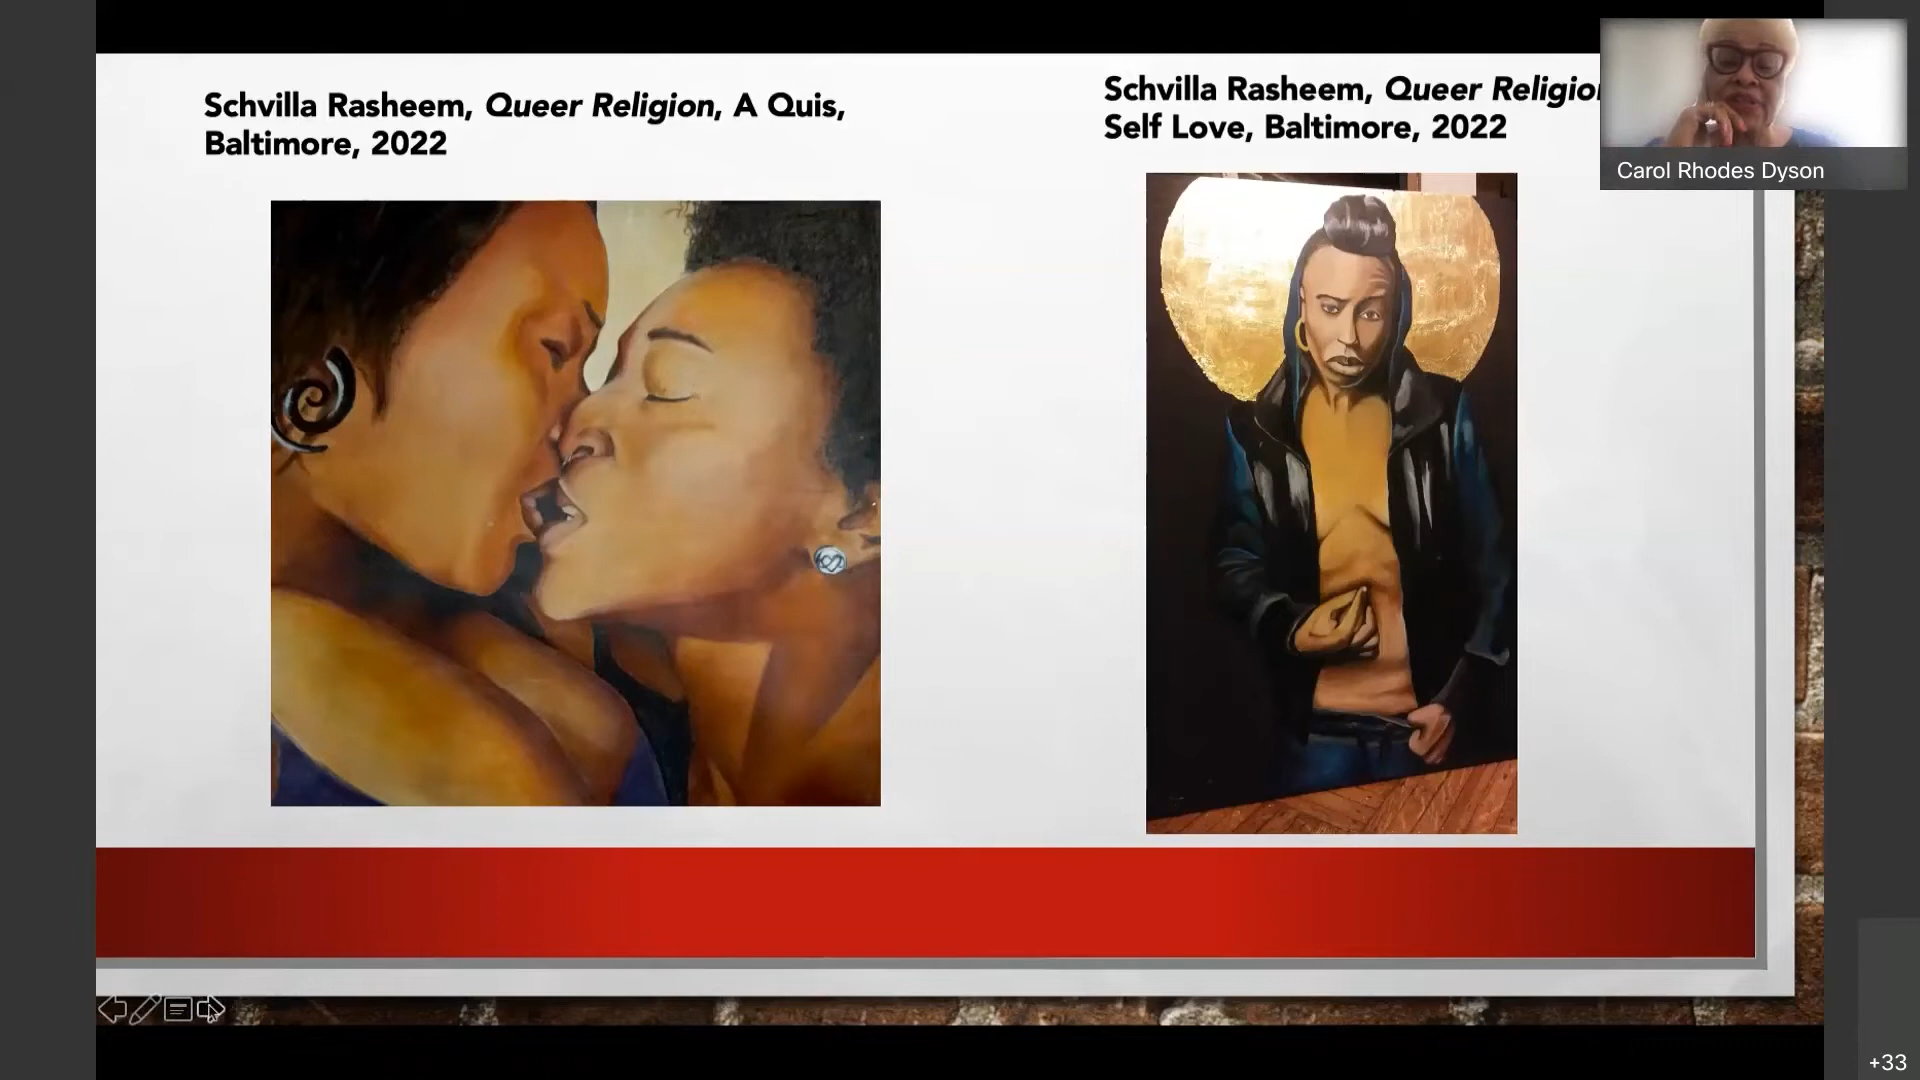 Schvilla Rasheem, Queer Religion, A Quis,
Baltimore, 2022
Schvilla Rasheem, Queer Religio
Self Love, Baltimore, 2022
Carol Rhodes Dyson
+33